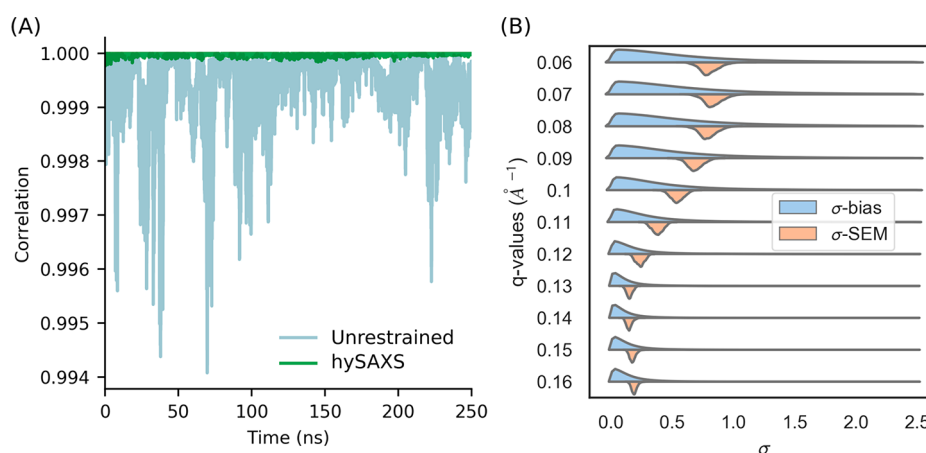 (A)
1.000
0.999
0.998
0.997
0.996
0.995
0.994
Correlation
Unrestrained
hySAXS
0 50 100 150 200 250
Time (ns)
(B)
0.06
0.07
0.08
0.09
0.1
0.11
0.12
0.13
0.14
0.15
0.16
q-values (Å⁻¹)
σ-bias
σ-SEM
0.0 0.5 1.0 1.5 2.0 2.5
σ